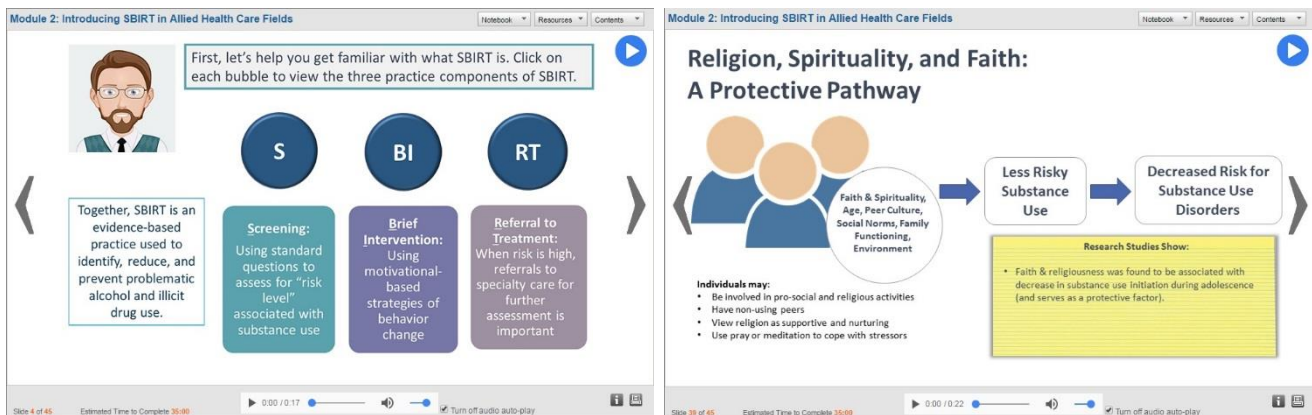 Module 2: Introducing SBIRT in Allied Health Care Fields
Notebook
Resources
Contents
First, let's help you get familiar with what SBIRT is. Click on
each bubble to view the three practice components of SBIRT.
S
BI
RT
Together, SBIRT is an
evidence-based
practice used to
identify, reduce, and
prevent problematic
alcohol and illicit
drug use.
Screening:
Using standard
questions to
assess for "risk
level"
associated with
substance use
Brief
Intervention:
Using
motivational-
based
strategies of
behavior
change
Referral to
Treatment:
When risk is high,
referrals to
specialty care for
further
assessment is
important
0:00 / 0:17
Slide 4 of 45
Estimated Time to Complete 35:00
Turn off audio auto-play
Module 2: Introducing SBIRT in Allied Health Care Fields
Notebook
Resources
Contents
Religion, Spirituality, and Faith:
A Protective Pathway
Faith & Spirituality,
Age, Peer Culture,
Social Norms, Family
Functioning,
Environment
Less Risky
Substance
Use
Decreased Risk for
Substance Use
Disorders
Individuals may:
• Be involved in pro-social and religious activities
• Have non-using peers
• View religion as supportive and nurturing
• Use pray or meditation to cope with stressors
Research Studies Show:
• Faith & religiousness was found to be associated with
decrease in substance use initiation during adolescence
(and serves as a protective factor).
0:00 / 0:22
Slide 38 of 45
Estimated Time to Complete 35:00
Turn off audio auto-play